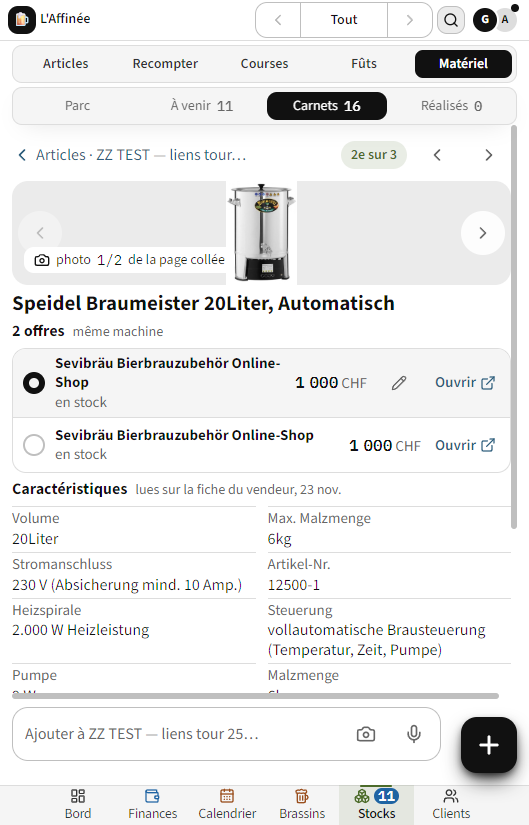 L'Affinée
Tout
G
A
Articles
Recompter
Courses
Fûts
Matériel
Parc
À venir 11
Carnets 16
Réalisés 0
Articles · ZZ TEST — liens tour…
2e sur 3
photo 1/2 de la page collée
Speidel Braumeister 20Liter, Automatisch
2 offres même machine
Sevibräu Bierbrauzubehör Online-
Shop
en stock
1 000 CHF
Ouvrir
Sevibräu Bierbrauzubehör Online-Shop
en stock
1 000 CHF
Ouvrir
Caractéristiques lues sur la fiche du vendeur, 23 nov.
Volume
20Liter
Max. Malzmenge
6kg
Stromanschluss
230 V (Absicherung mind. 10 Amp.)
Artikel-Nr.
12500-1
Heizspirale
2.000 W Heizleistung
Steuerung
vollautomatische Brausteuerung
(Temperatur, Zeit, Pumpe)
Pumpe
Malzmenge
Ajouter à ZZ TEST — liens tour 25…
Bord
Finances
Calendrier
Brassins
11
Stocks
Clients